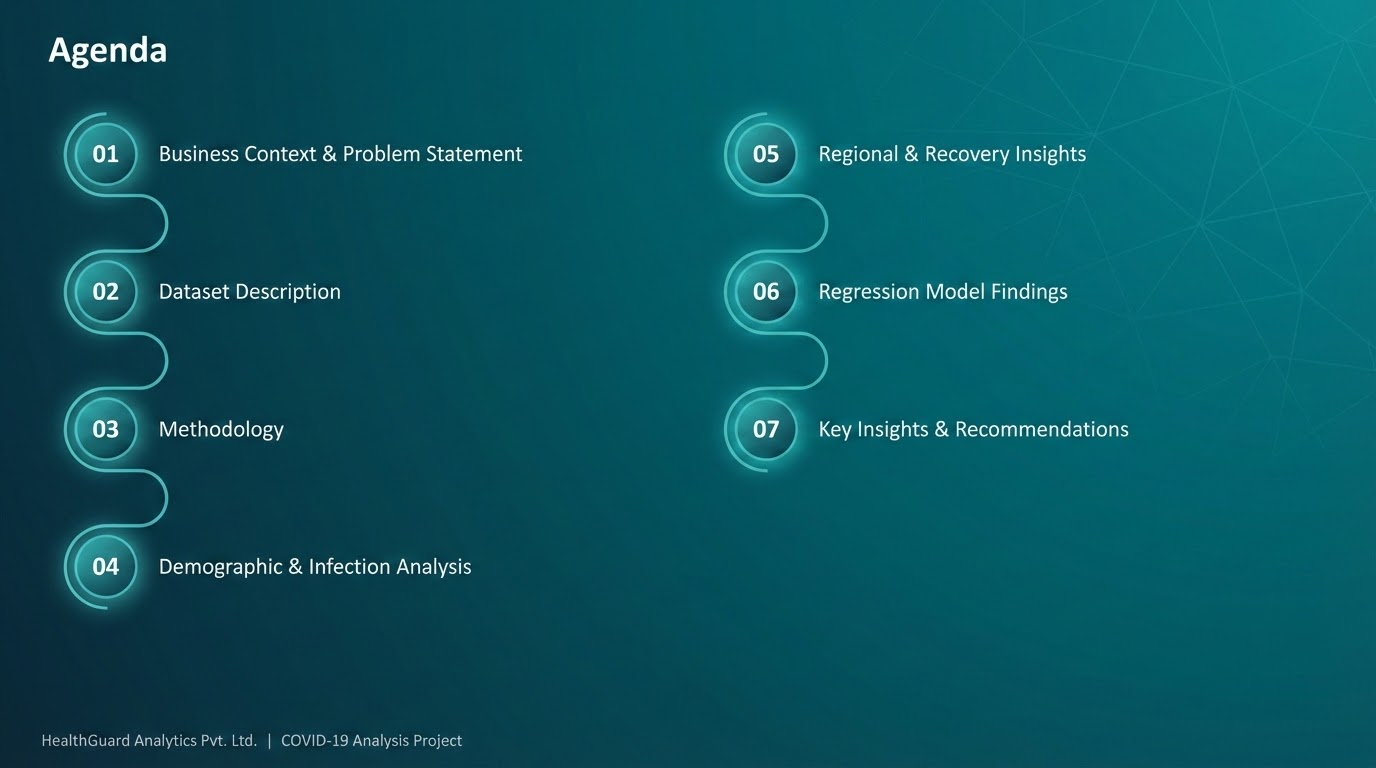 Agenda
01 Business Context & Problem Statement
02 Dataset Description
03 Methodology
04 Demographic & Infection Analysis
05 Regional & Recovery Insights
06 Regression Model Findings
07 Key Insights & Recommendations
HealthGuard Analytics Pvt. Ltd. | COVID-19 Analysis Project